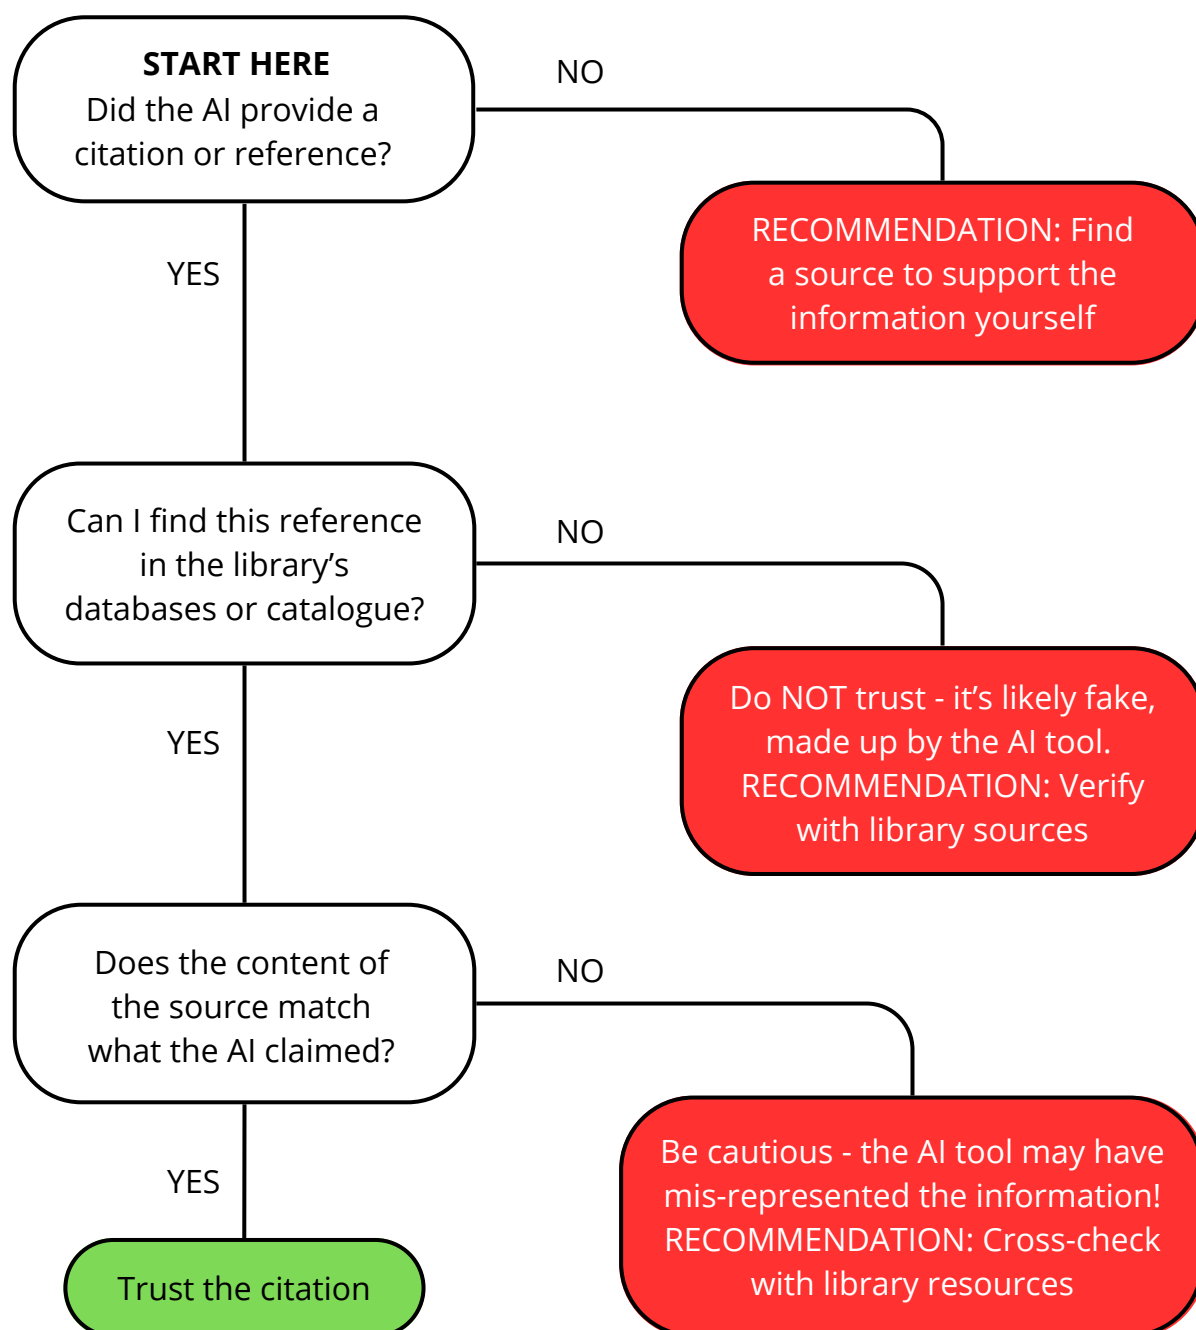 START HERE
Did the AI provide a
citation or reference?
NO
RECOMMENDATION: Find
a source to support the
information yourself
YES
Can I find this reference
in the library’s
databases or catalogue?
NO
Do NOT trust - it’s likely fake,
made up by the AI tool.
RECOMMENDATION: Verify
with library sources
YES
Does the content of
the source match
what the AI claimed?
NO
Be cautious - the AI tool may have
mis-represented the information!
RECOMMENDATION: Cross-check
with library resources
YES
Trust the citation